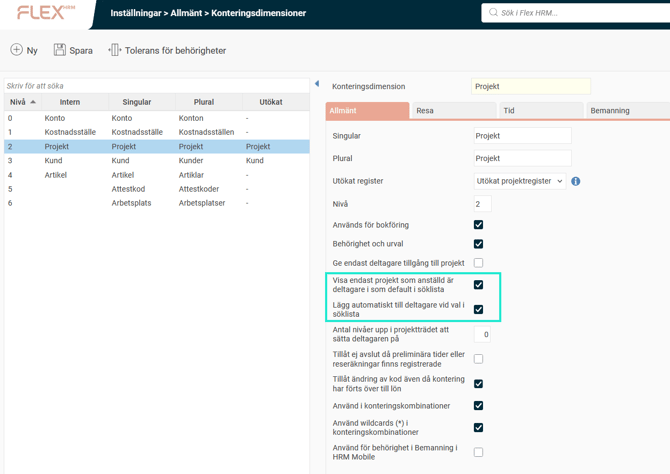 FLEX HRM
Inställningar > Allmänt > Konteringsdimensioner
Sök i Flex HRM...
Ny
Spara
Tolerans för behörigheter
Skriv för att söka
Nivå Intern Singular Plural Utökat
0 Konto Konto Konton -
1 Kostnadsställe Kostnadsställe Kostnadsställen -
2 Projekt Projekt Projekt Projekt
3 Kund Kund Kunder Kund
4 Artikel Artikel Artiklar -
5 Attestkod Attestkoder -
6 Arbetsplats Arbetsplatser -
Konteringsdimension Projekt
Allmänt Resa Tid Bemanning
Singular Projekt
Plural Projekt
Utökat register Utökat projektregister
Nivå 2
Används för bokföring
Behörighet och urval
Ge endast deltagare tillgång till projekt
Visa endast projekt som anställd är
deltagare i som default i söklista
Lägg automatiskt till deltagare vid val i
söklista
Antal nivåer upp i projektträdet att
sätta deltagaren på
0
Tillåt ej avslut då preliminära tider eller
reseräkningar finns registrerade
Tillåt ändring av kod även då kontering
har förts över till lön
Använd i konteringskombinationer
Använd wildcards (*) i
konteringskombinationer
Använd för behörighet i Bemanning i
HRM Mobile